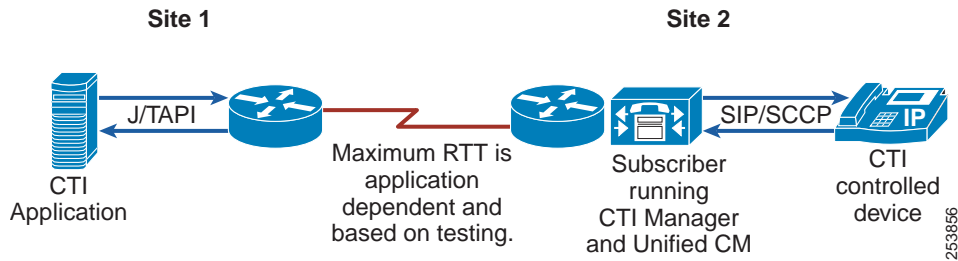 Site 1
Site 2
J/TAPI
SIP/SCCP
IP
CTI
Application
Maximum RTT is
application
dependent and
based on testing.
Subscriber
running
CTI Manager
and Unified CM
CTI
controlled
device
253856